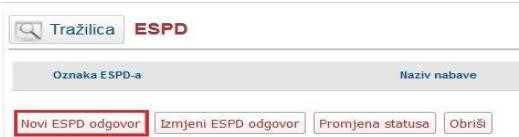 Tražilica ESPD
Oznaka ESPD-a Naziv nabave
Novi ESPD odgovor Izmjeni ESPD odgovor Promjena statusa Obriši